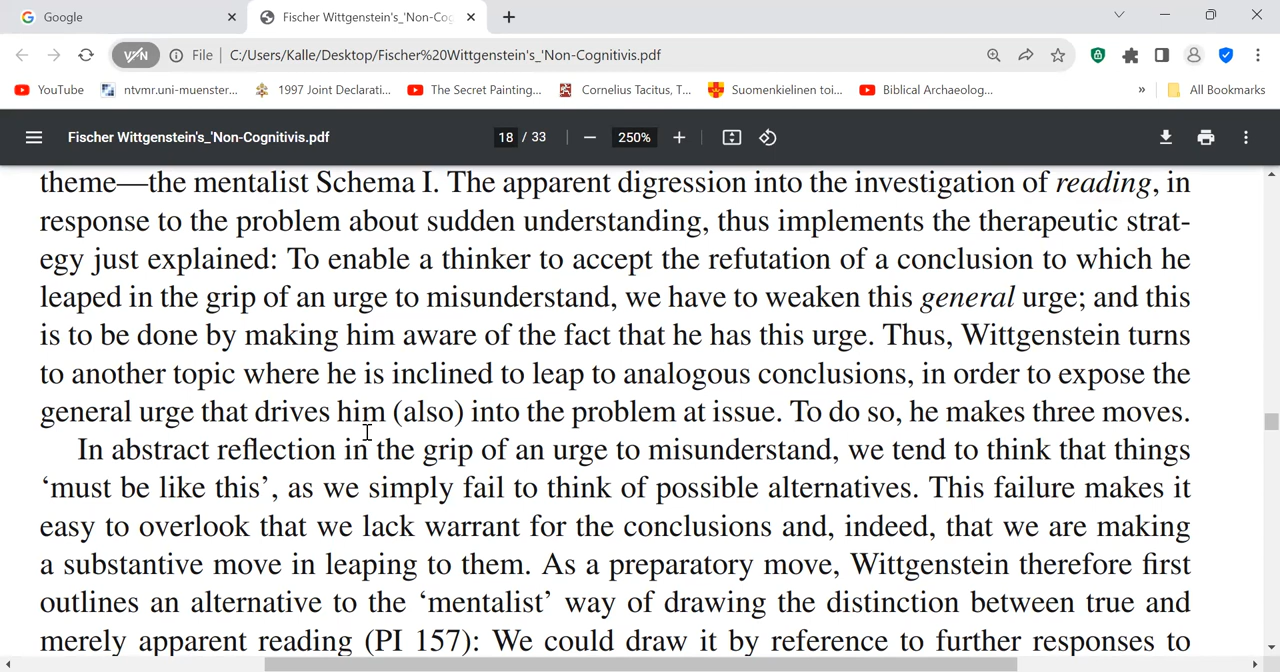 Google
Fischer Wittgenstein's_'Non-Cog
VPN
File
C:/Users/Kalle/Desktop/Fischer%20Wittgenstein's_'Non-Cognitivis.pdf
YouTube
ntvmr.uni-muenster...
1997 Joint Declarati...
The Secret Painting...
Cornelius Tacitus, T...
Suomenkielinen toi...
Biblical Archaeolog...
»
All Bookmarks
Fischer Wittgenstein's_'Non-Cognitivis.pdf
18 / 33
250%
theme—the mentalist Schema I. The apparent digression into the investigation of reading, in
response to the problem about sudden understanding, thus implements the therapeutic strat-
egy just explained: To enable a thinker to accept the refutation of a conclusion to which he
leaped in the grip of an urge to misunderstand, we have to weaken this general urge; and this
is to be done by making him aware of the fact that he has this urge. Thus, Wittgenstein turns
to another topic where he is inclined to leap to analogous conclusions, in order to expose the
general urge that drives him (also) into the problem at issue. To do so, he makes three moves.
In abstract reflection in the grip of an urge to misunderstand, we tend to think that things
‘must be like this’, as we simply fail to think of possible alternatives. This failure makes it
easy to overlook that we lack warrant for the conclusions and, indeed, that we are making
a substantive move in leaping to them. As a preparatory move, Wittgenstein therefore first
outlines an alternative to the ‘mentalist’ way of drawing the distinction between true and
merely apparent reading (PI 157): We could draw it by reference to further responses to